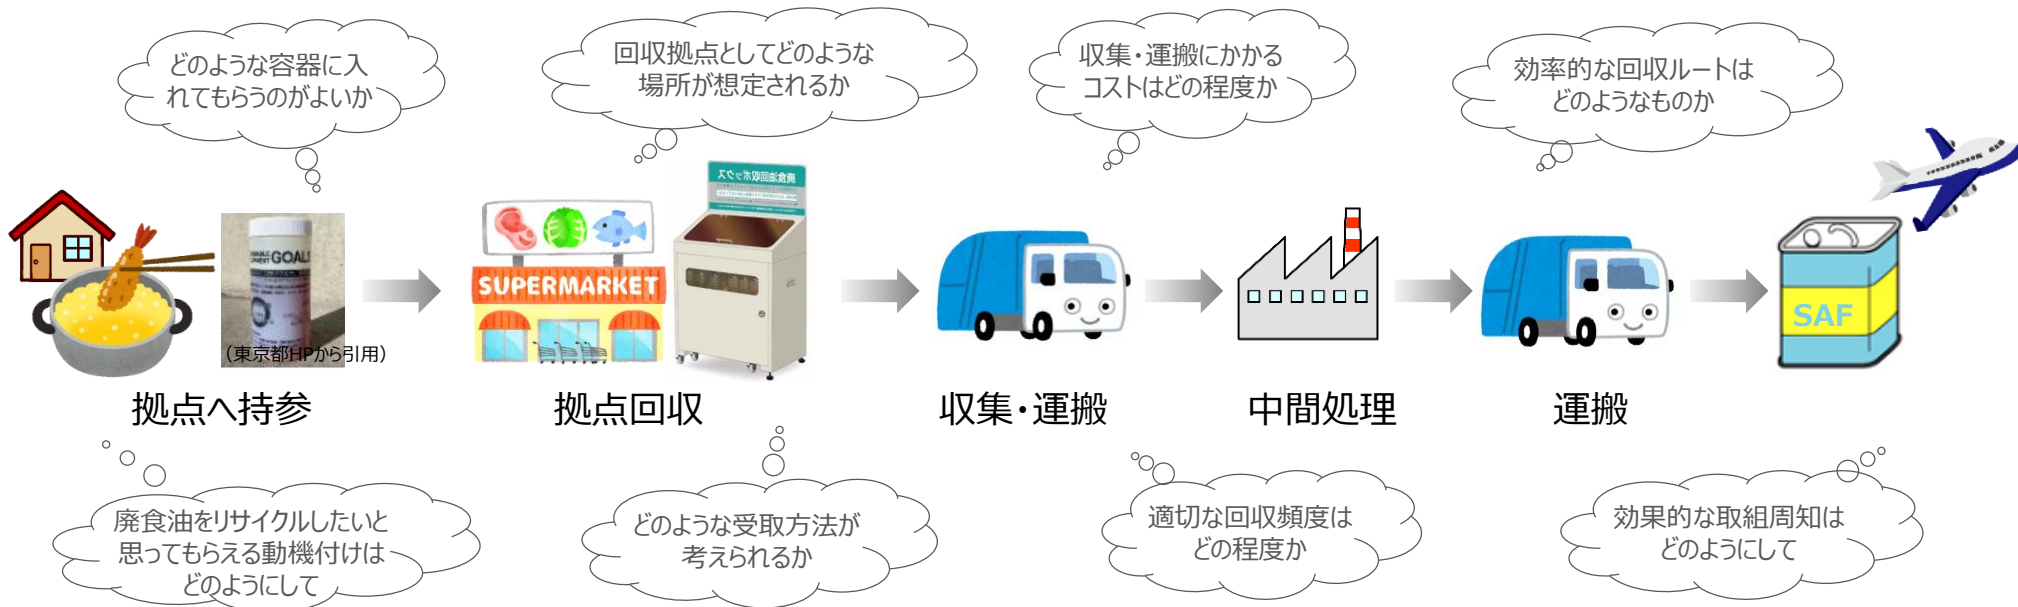 どのような容器に入
れてもらうのがよいか
回収拠点としてどのような
場所が想定されるか
収集・運搬にかかる
コストはどの程度か
効率的な回収ルートは
どのようなものか
廃食油回収ボックス
GOALS
SUPERMARKET
SAF
（東京都HPから引用）
拠点へ持参
拠点回収
収集・運搬
中間処理
運搬
廃食油をリサイクルしたいと
思ってもらえる動機付けは
どのようにして
どのような受取方法が
考えられるか
適切な回収頻度は
どの程度か
効果的な取組周知は
どのようにして